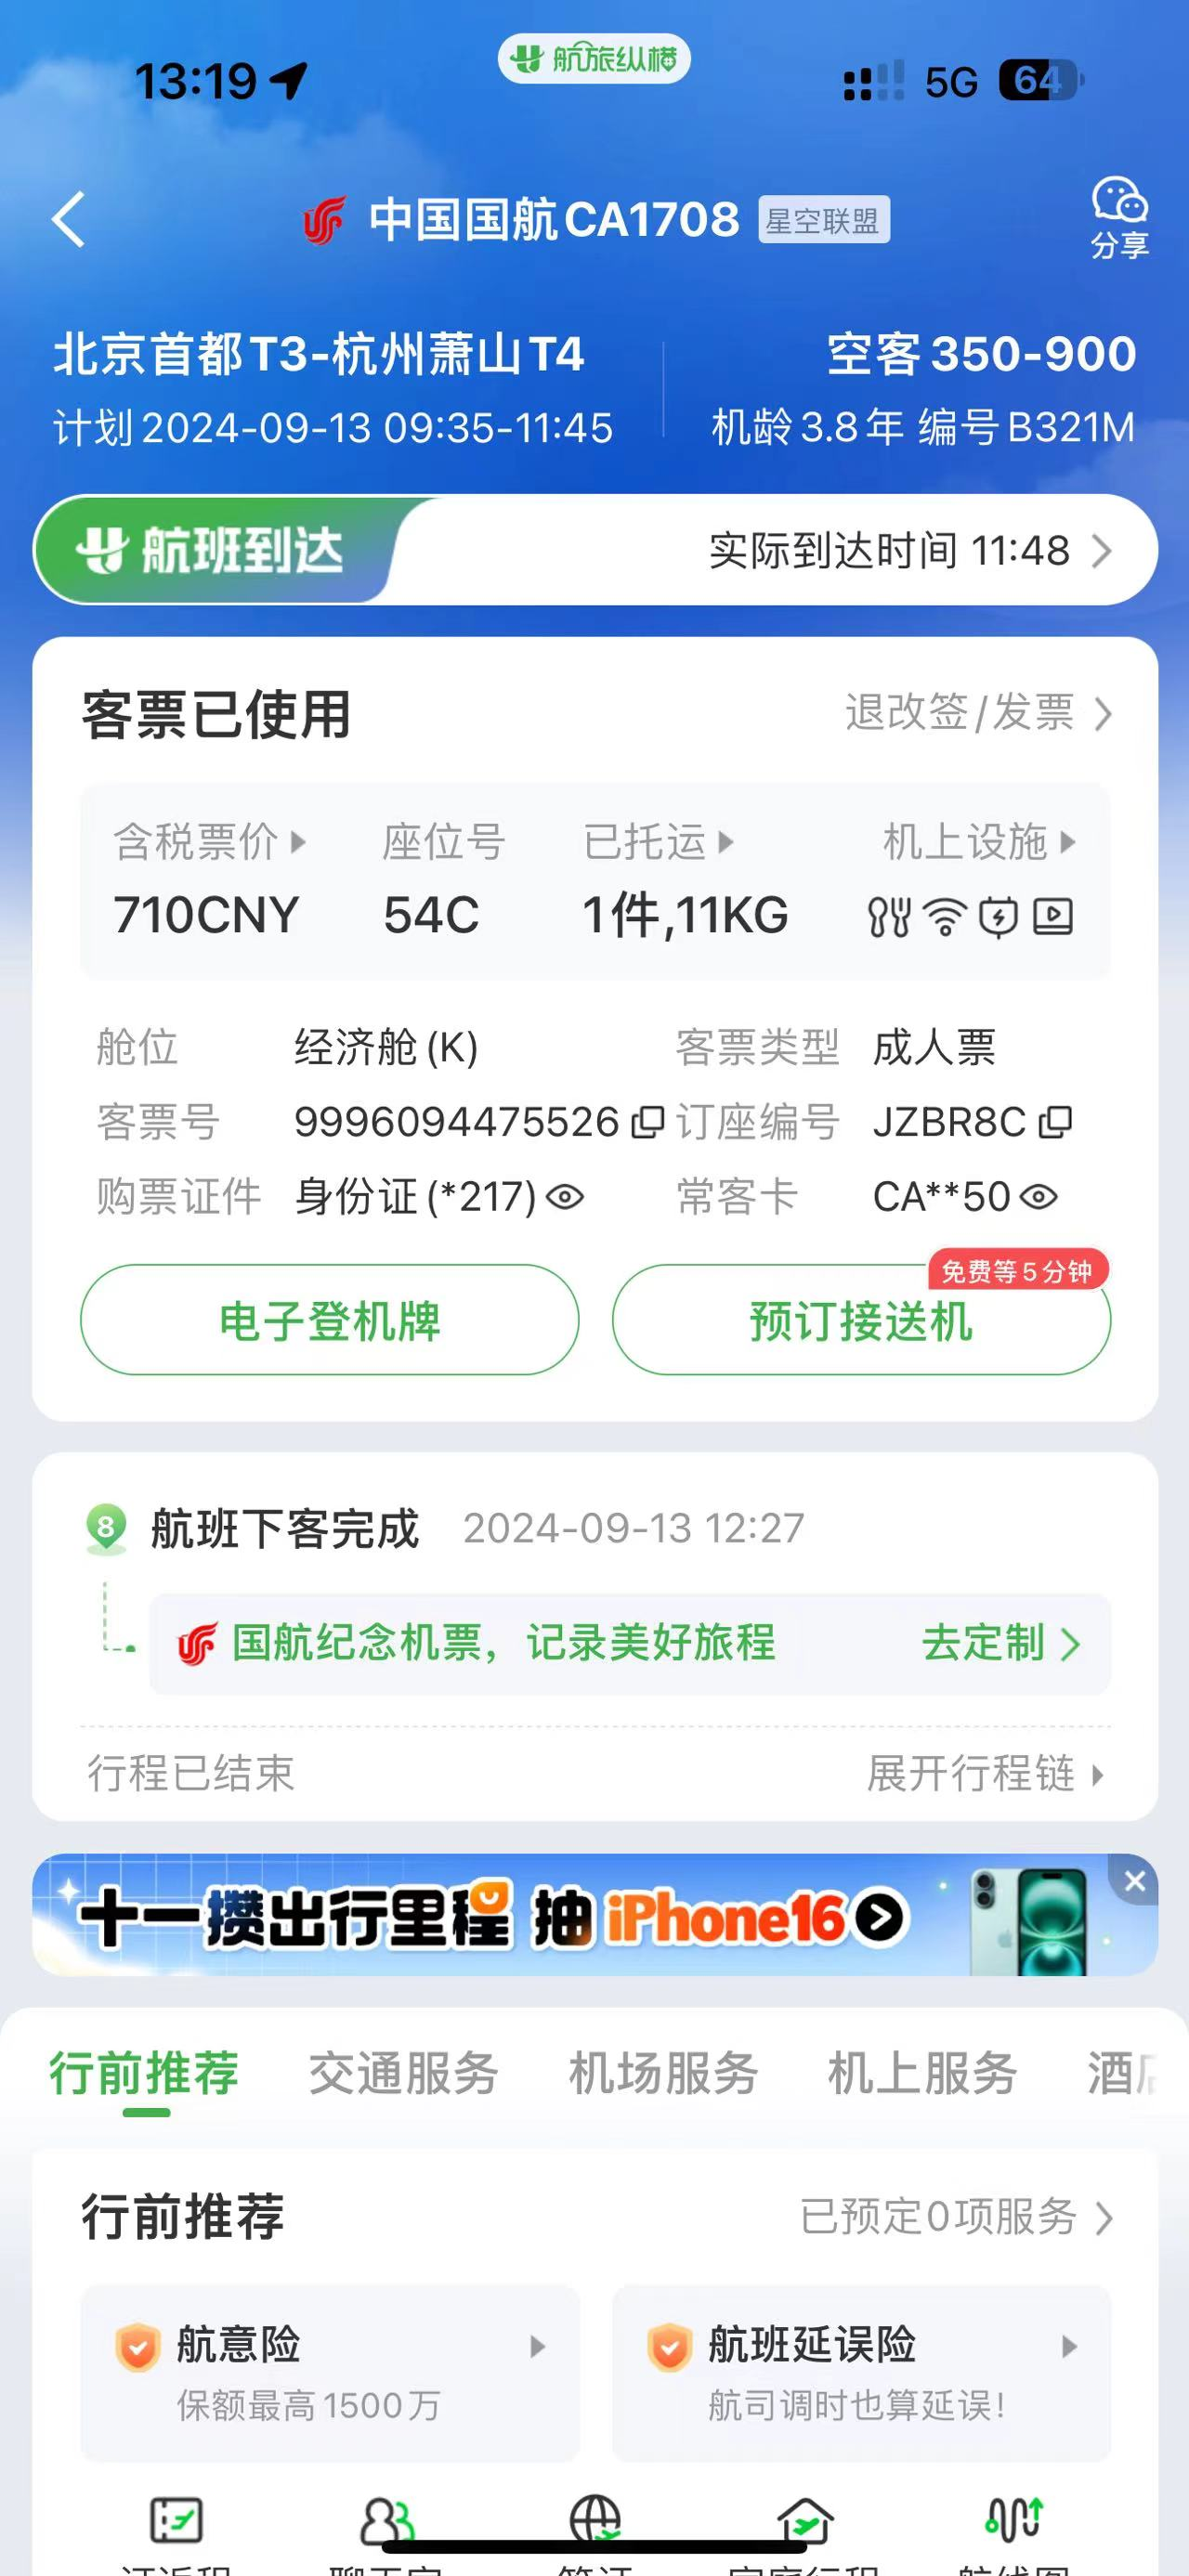 13:19
航旅纵横
5G
64
中国国航CA1708
星空联盟
分享
北京首都T3-杭州萧山T4
空客350-900
计划2024-09-13 09:35-11:45
机龄3.8年 编号B321M
航班到达
实际到达时间 11:48
客票已使用
退改签/发票
含税票价 座位号 已托运 机上设施
710CNY 54C 1件,11KG
舱位 经济舱(K) 客票类型 成人票
客票号 9996094475526 订座编号 JZBR8C
购票证件 身份证(*217) 常客卡 CA**50
免费等5分钟
电子登机牌 预订接送机
8 航班下客完成 2024-09-13 12:27
国航纪念机票，记录美好旅程 去定制
行程已结束 展开行程链
十一攒出行里程 抽iPhone16
行前推荐 交通服务 机场服务 机上服务
行前推荐 已预定0项服务
航意险 航班延误险
保额最高1500万 航司调时也算延误!